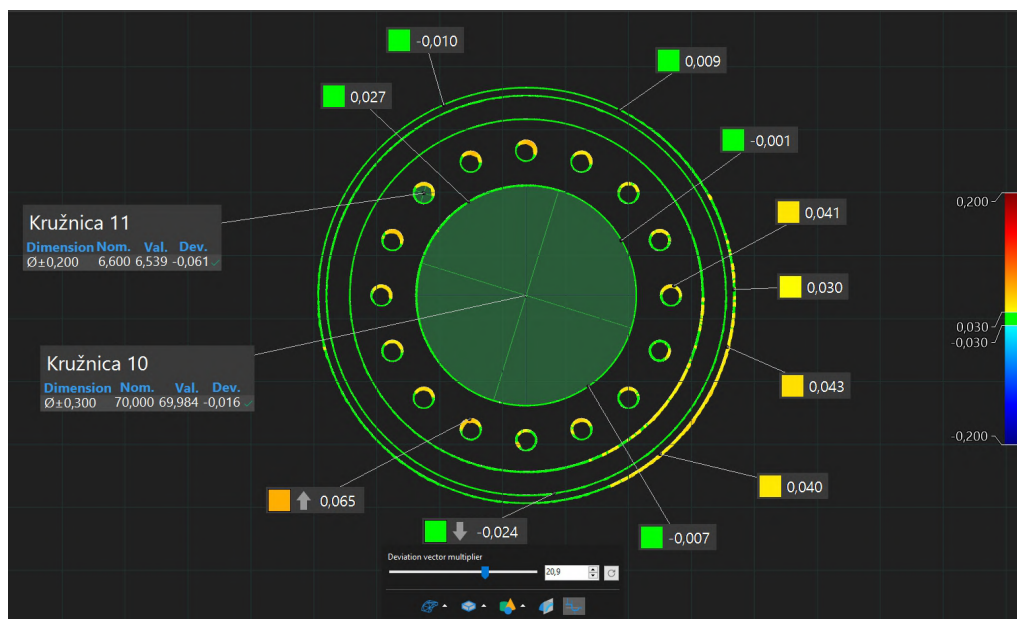 -0,010
0,009
0,027
-0,001
0,200
0,041
Kružnica 11
Dimension Nom. Val. Dev.
Ø±0,200 6,600 6,539 -0,061
0,030
0,030
-0,030
Kružnica 10
Dimension Nom. Val. Dev.
Ø±0,300 70,000 69,984 -0,016
0,043
-0,200
0,040
0,065
-0,024
-0,007
Deviation vector multiplier
20,9